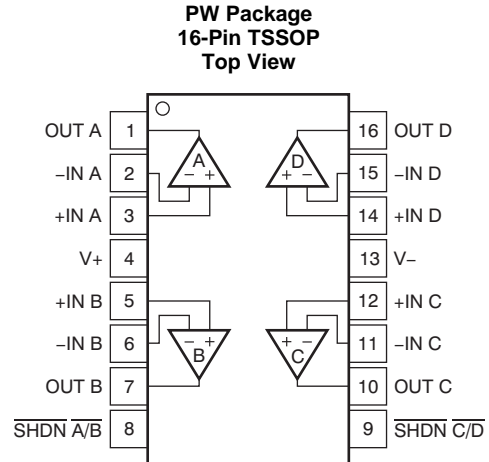 PW Package
16-Pin TSSOP
Top View
OUT A 1 16 OUT D
A D
−IN A 2 − + + − 15 −IN D
+IN A 3 14 +IN D
V+ 4 13 V−
+IN B 5 12 +IN C
−IN B 6 − + + − 11 −IN C
B C
OUT B 7 10 OUT C
SHDN A/B 8 9 SHDN C/D